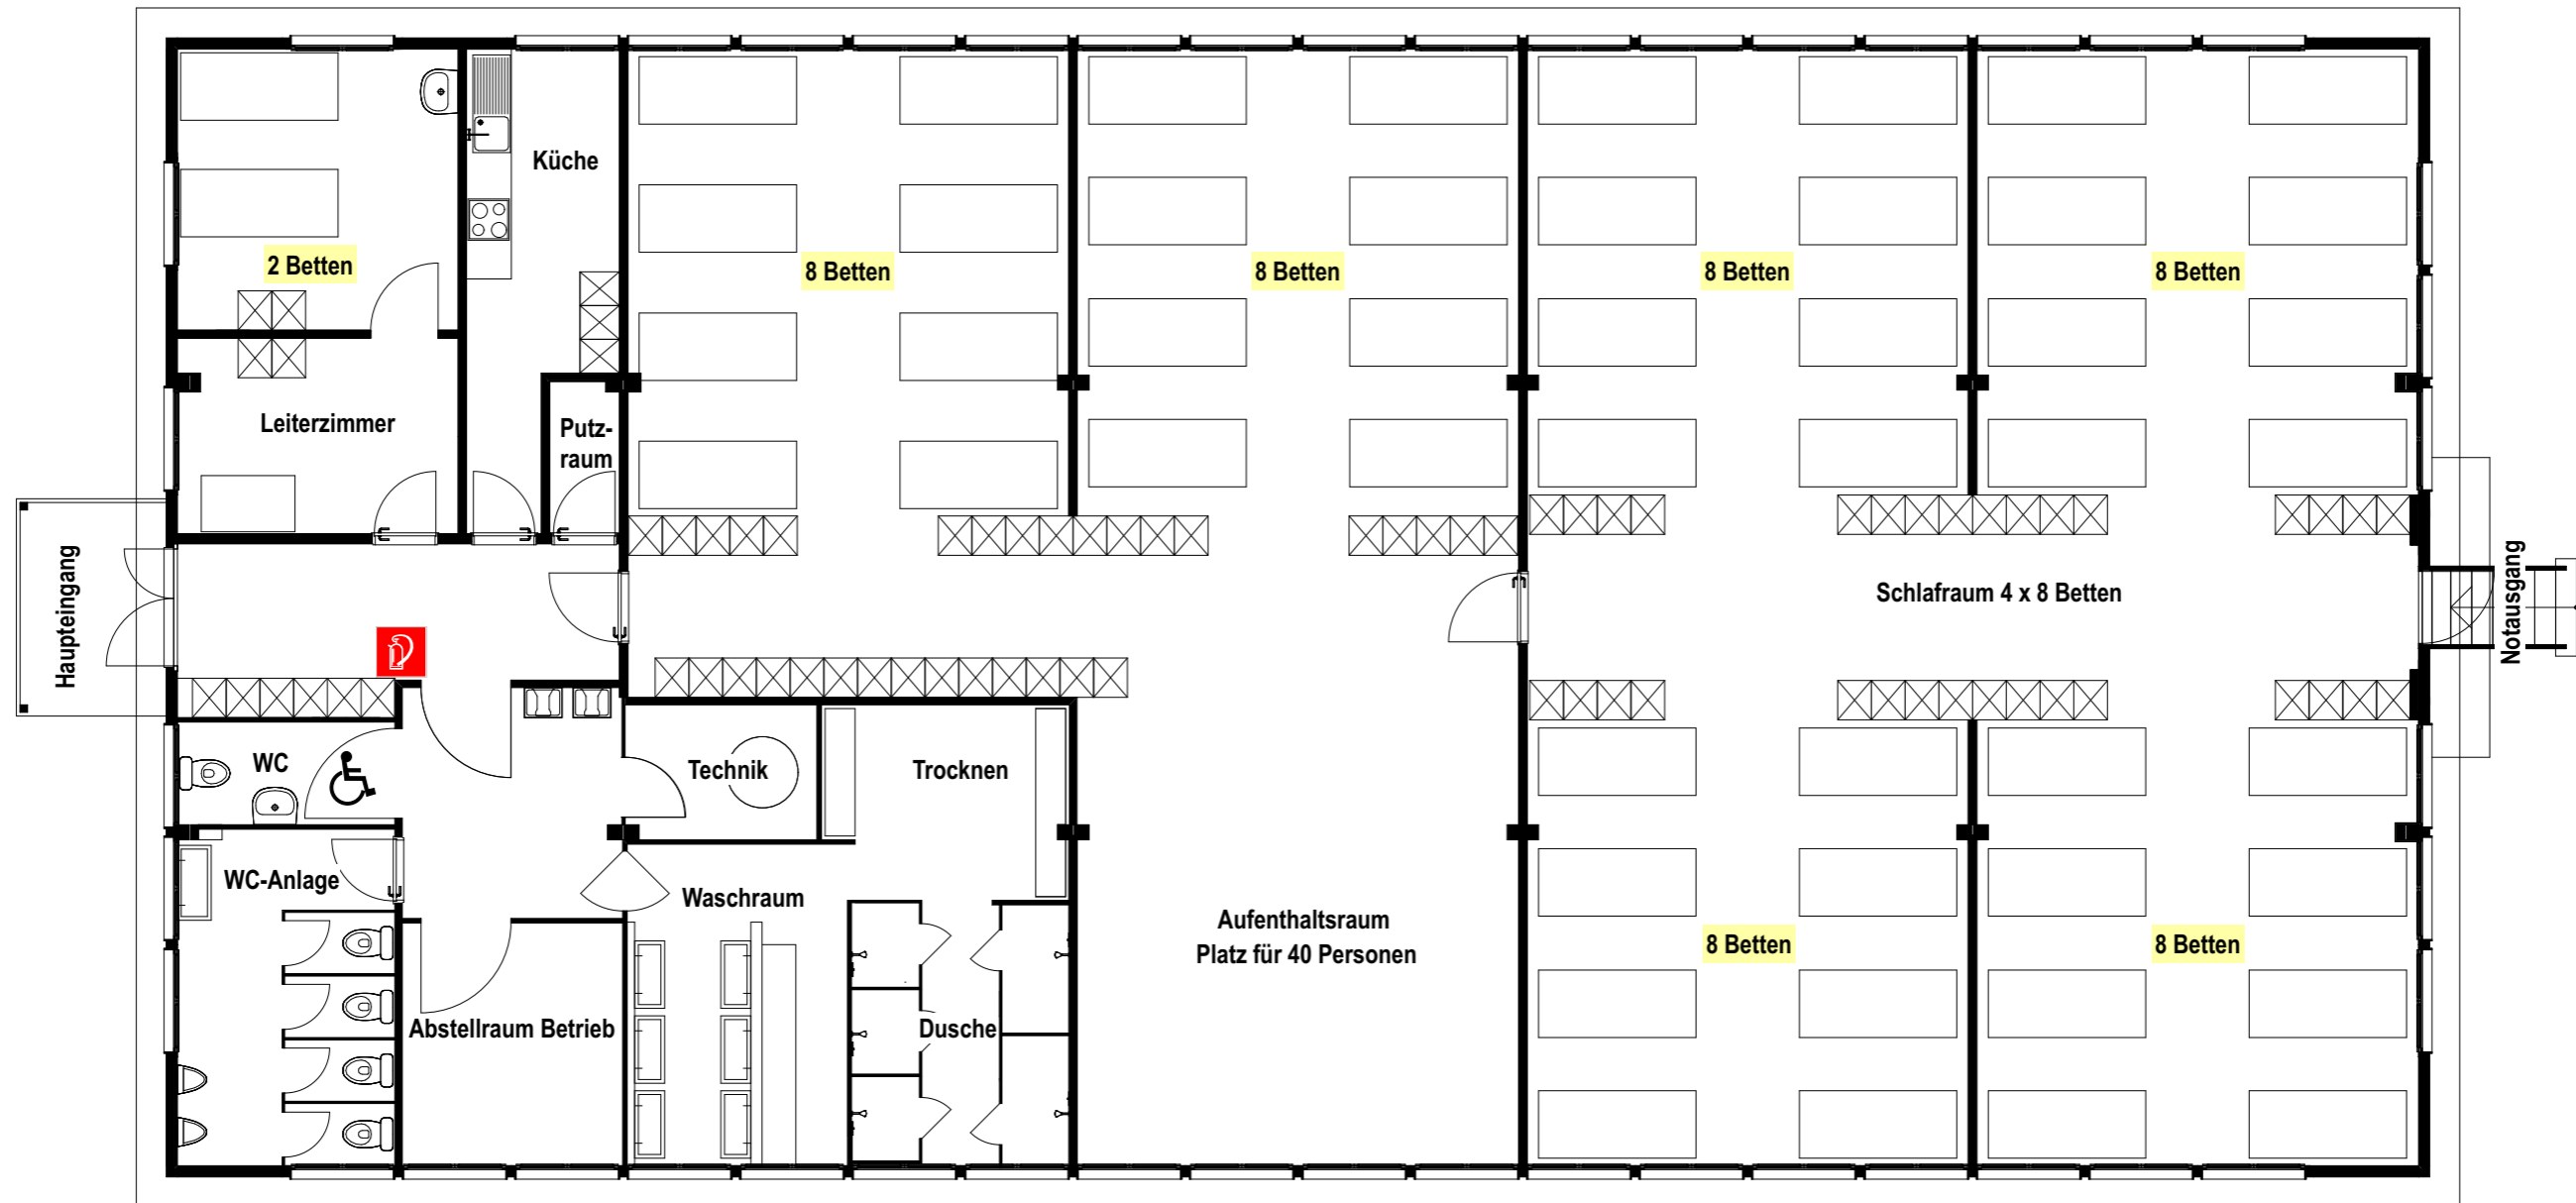 Küche
2 Betten
8 Betten
8 Betten
8 Betten
8 Betten
Leiterzimmer
Putz-
raum
Haupteingang
Schlafraum 4 x 8 Betten
Notausgang
WC
Technik
Trocknen
WC-Anlage
Waschraum
Aufenthaltsraum
Platz für 40 Personen
8 Betten
8 Betten
Abstellraum Betrieb
Dusche